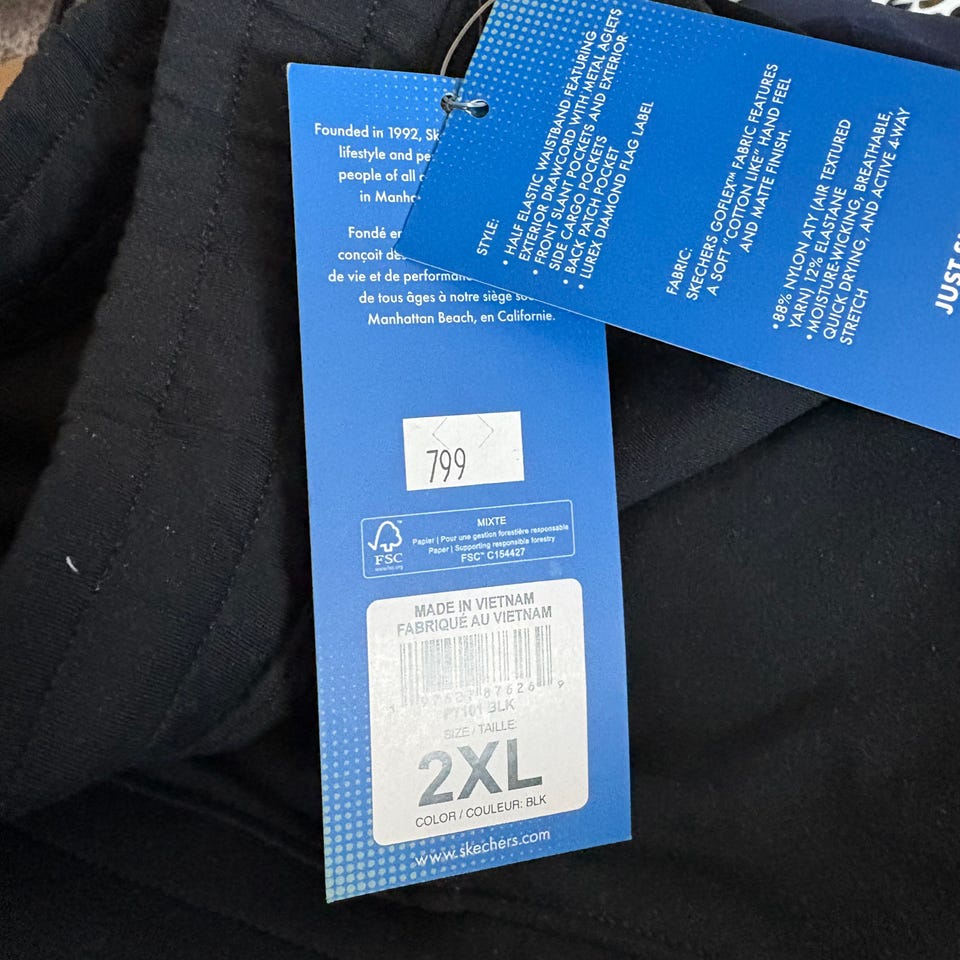 Founded in 1992, Sk
lifestyle and pe
people of all
in Manha
Fondé en
conçoit des
de vie et de performan
de tous âges à notre siège so
Manhattan Beach, en Californie.
799
FSC
www.fsc.org
MIXTE
Papier | Pour une gestion forestière responsable
Paper | Supporting responsible forestry
FSC™ C154427
MADE IN VIETNAM
FABRIQUÉ AU VIETNAM
P7101 BLK
SIZE / TAILLE:
2XL
COLOR / COULEUR: BLK
www.skechers.com
STYLE:
• HALF ELASTIC WAISTBAND FEATURING
EXTERIOR DRAWCORD WITH METAL AGLETS
• FRONT SLANT POCKETS AND EXTERIOR
SIDE CARGO POCKETS
• BACK PATCH POCKET
• LUREX DIAMOND FLAG LABEL
FABRIC:
SKECHERS GOFLEX™ FABRIC FEATURES
A SOFT "COTTON LIKE" HAND FEEL
AND MATTE FINISH.
• 88% NYLON ATY (AIR TEXTURED
YARN) 12% ELASTANE
• MOISTURE-WICKING, BREATHABLE,
QUICK DRYING, AND ACTIVE 4-WAY
STRETCH
JUST